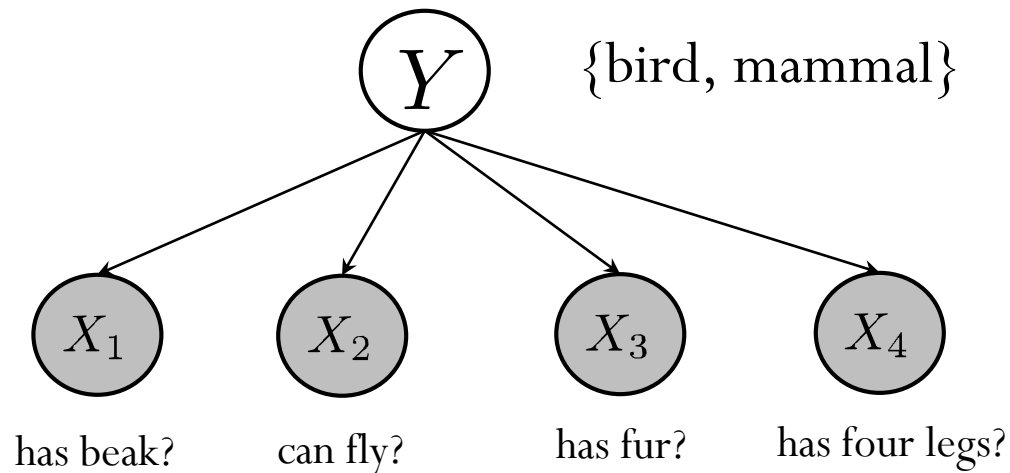 Y {bird, mammal}
X₁ X₂ X₃ X₄
has beak? can fly? has fur? has four legs?